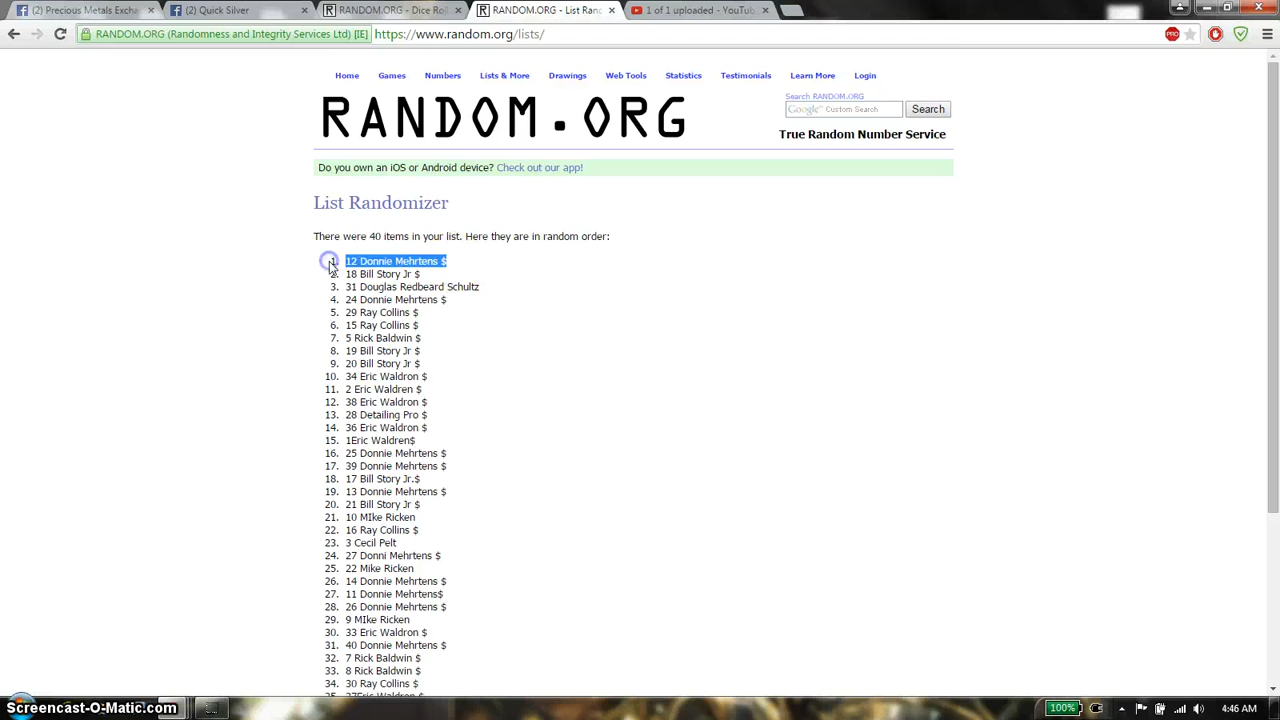 (2) Precious Metals Exch
(2) Quick Silver
RANDOM.ORG - Dice Roll
RANDOM.ORG - List Ran
1 of 1 uploaded - YouTub
RANDOM.ORG (Randomness and Integrity Services Ltd) [IE]
https://www.random.org/lists/
PRO
Home Games Numbers Lists & More Drawings Web Tools Statistics Testimonials Learn More Login
RANDOM.ORG
Search RANDOM.ORG
Google™ Custom Search
Search
True Random Number Service
Do you own an iOS or Android device? Check out our app!
List Randomizer
There were 40 items in your list. Here they are in random order:
1. 12 Donnie Mehrtens $
2. 18 Bill Story Jr $
3. 31 Douglas Redbeard Schultz
4. 24 Donnie Mehrtens $
5. 29 Ray Collins $
6. 15 Ray Collins $
7. 5 Rick Baldwin $
8. 19 Bill Story Jr $
9. 20 Bill Story Jr $
10. 34 Eric Waldron $
11. 2 Eric Waldren $
12. 38 Eric Waldron $
13. 28 Detailing Pro $
14. 36 Eric Waldron $
15. 1Eric Waldren$
16. 25 Donnie Mehrtens $
17. 39 Donnie Mehrtens $
18. 17 Bill Story Jr.$
19. 13 Donnie Mehrtens $
20. 21 Bill Story Jr $
21. 10 MIke Ricken
22. 16 Ray Collins $
23. 3 Cecil Pelt
24. 27 Donni Mehrtens $
25. 22 Mike Ricken
26. 14 Donnie Mehrtens $
27. 11 Donnie Mehrtens$
28. 26 Donnie Mehrtens $
29. 9 MIke Ricken
30. 33 Eric Waldron $
31. 40 Donnie Mehrtens $
32. 7 Rick Baldwin $
33. 8 Rick Baldwin $
34. 30 Ray Collins $
Screencast-O-Matic.com
100%
4:46 AM